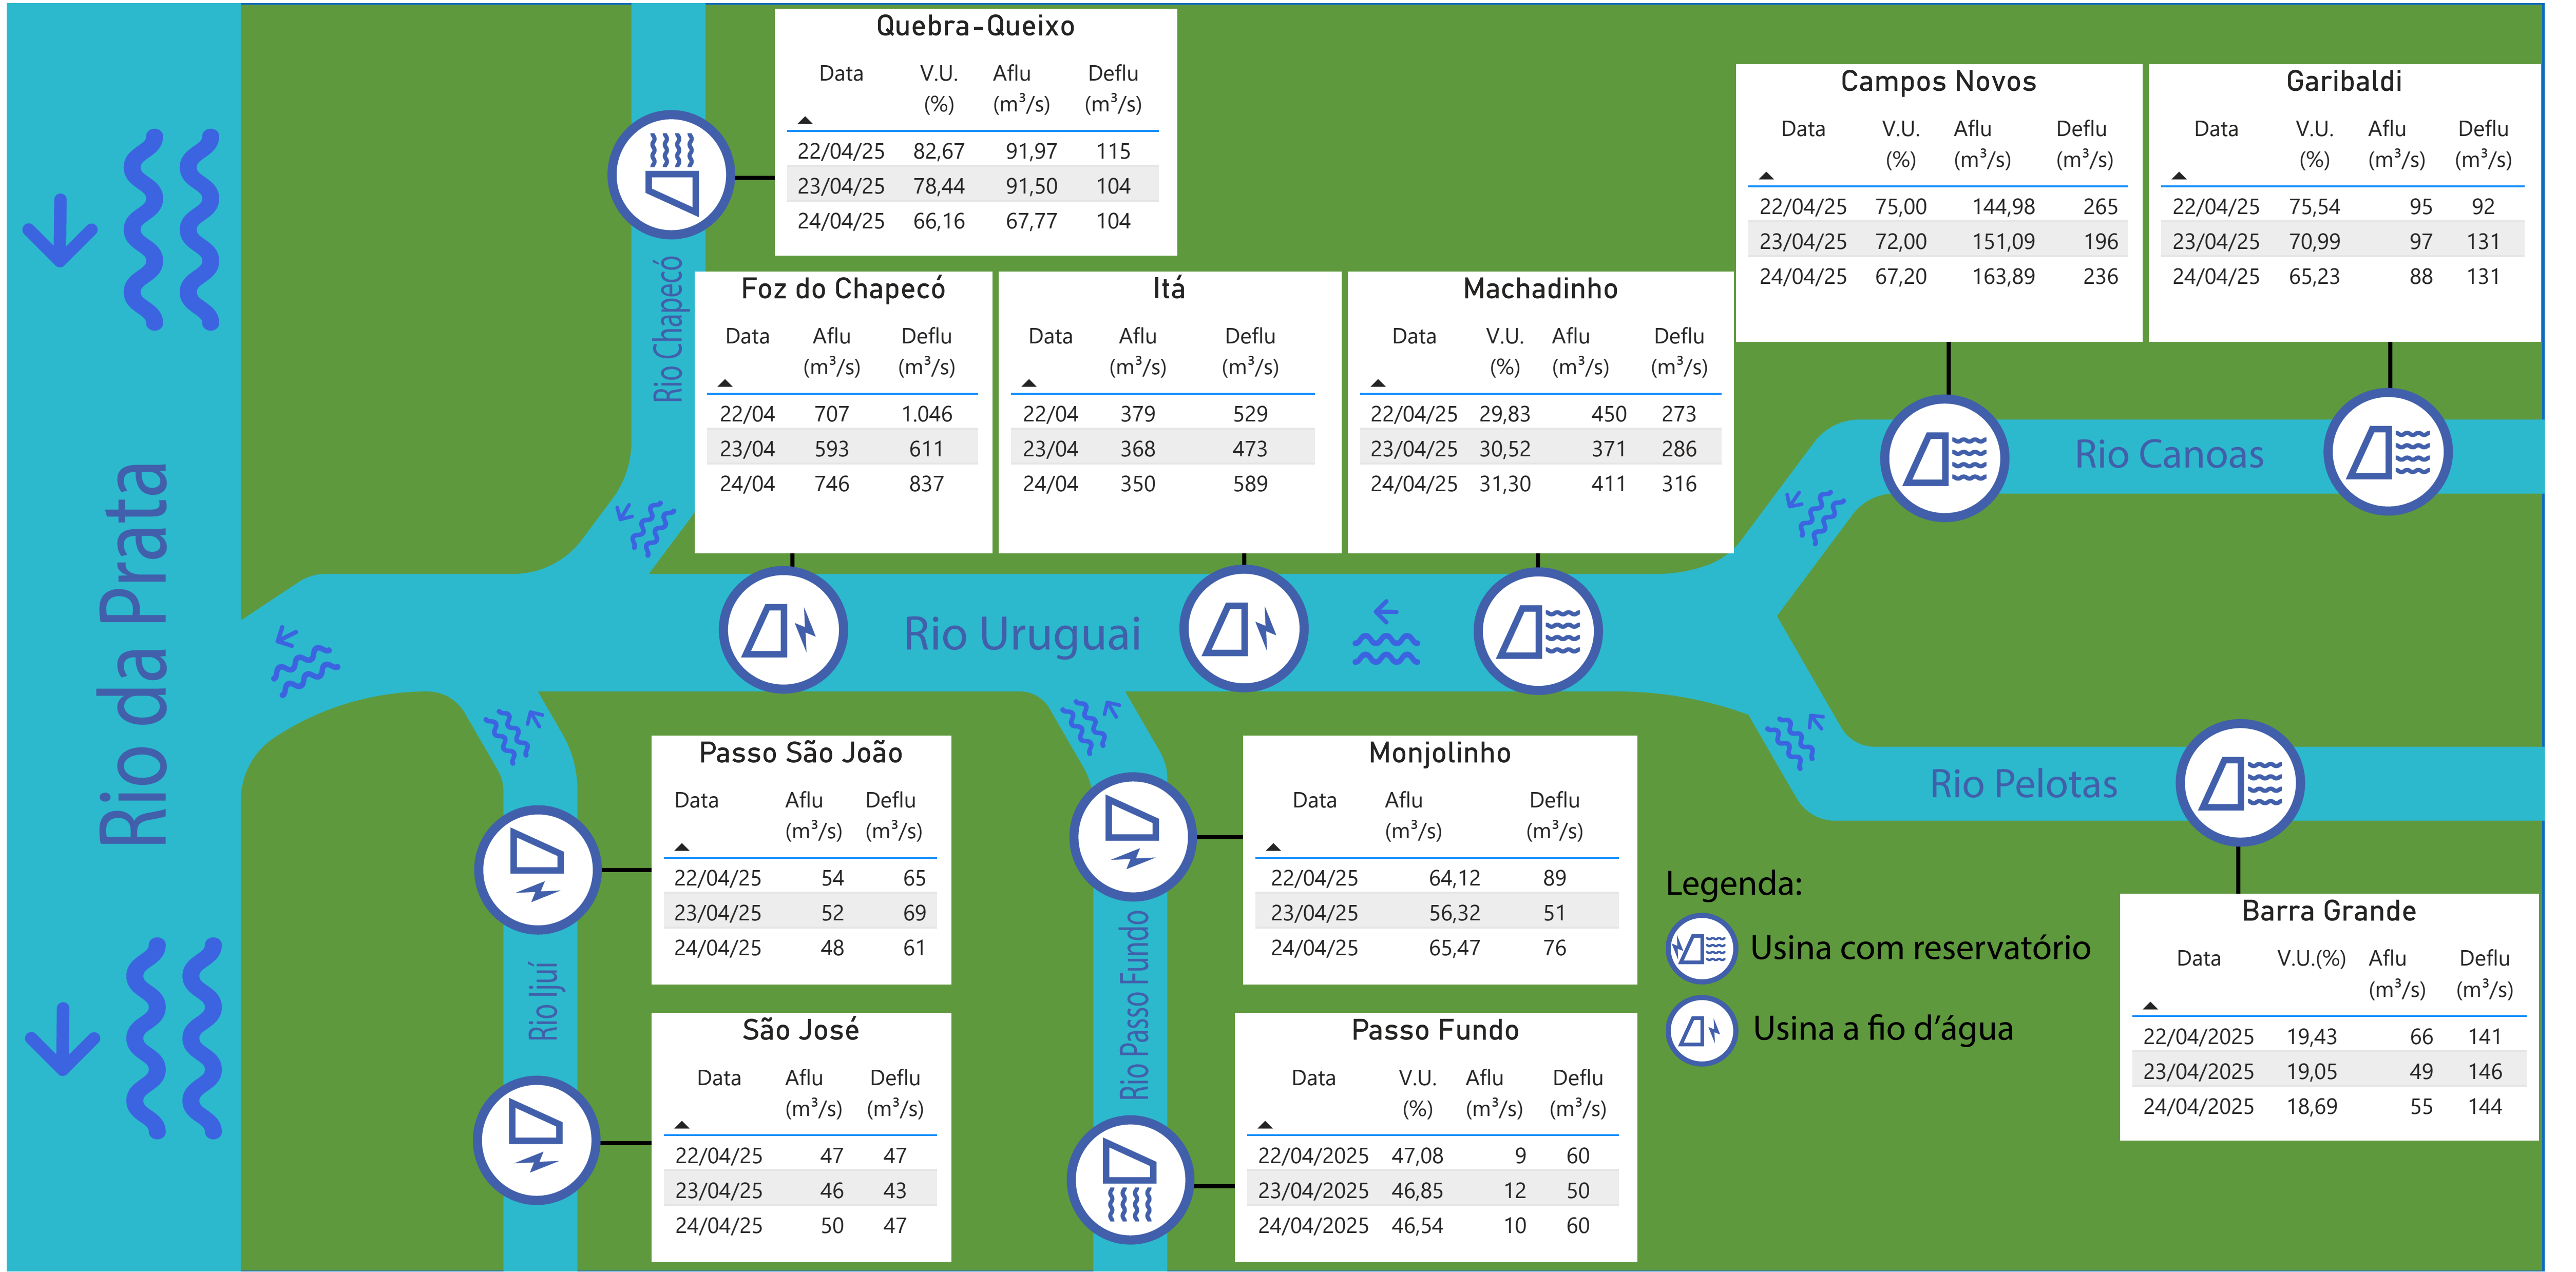 Quebra-Queixo
Data V.U. (%) Aflu (m³/s) Deflu (m³/s)
22/04/25 82,67 91,97 115
23/04/25 78,44 91,50 104
24/04/25 66,16 67,77 104
Campos Novos
Data V.U. (%) Aflu (m³/s) Deflu (m³/s)
22/04/25 75,00 144,98 265
23/04/25 72,00 151,09 196
24/04/25 67,20 163,89 236
Garibaldi
Data V.U. (%) Aflu (m³/s) Deflu (m³/s)
22/04/25 75,54 95 92
23/04/25 70,99 97 131
24/04/25 65,23 88 131
Rio Chapecó
Foz do Chapecó
Data Aflu (m³/s) Deflu (m³/s)
22/04 707 1.046
23/04 593 611
24/04 746 837
Itá
Data Aflu (m³/s) Deflu (m³/s)
22/04 379 529
23/04 368 473
24/04 350 589
Machadinho
Data V.U. (%) Aflu (m³/s) Deflu (m³/s)
22/04/25 29,83 450 273
23/04/25 30,52 371 286
24/04/25 31,30 411 316
Rio Canoas
Rio da Prata
Rio Uruguai
Rio Pelotas
Passo São João
Data Aflu (m³/s) Deflu (m³/s)
22/04/25 54 65
23/04/25 52 69
24/04/25 48 61
Monjolinho
Data Aflu (m³/s) Deflu (m³/s)
22/04/25 64,12 89
23/04/25 56,32 51
24/04/25 65,47 76
Rio Ijuí
Rio Passo Fundo
Legenda:
Usina com reservatório
Usina a fio d’água
Barra Grande
Data V.U.(%) Aflu (m³/s) Deflu (m³/s)
22/04/2025 19,43 66 141
23/04/2025 19,05 49 146
24/04/2025 18,69 55 144
São José
Data Aflu (m³/s) Deflu (m³/s)
22/04/25 47 47
23/04/25 46 43
24/04/25 50 47
Passo Fundo
Data V.U. (%) Aflu (m³/s) Deflu (m³/s)
22/04/2025 47,08 9 60
23/04/2025 46,85 12 50
24/04/2025 46,54 10 60